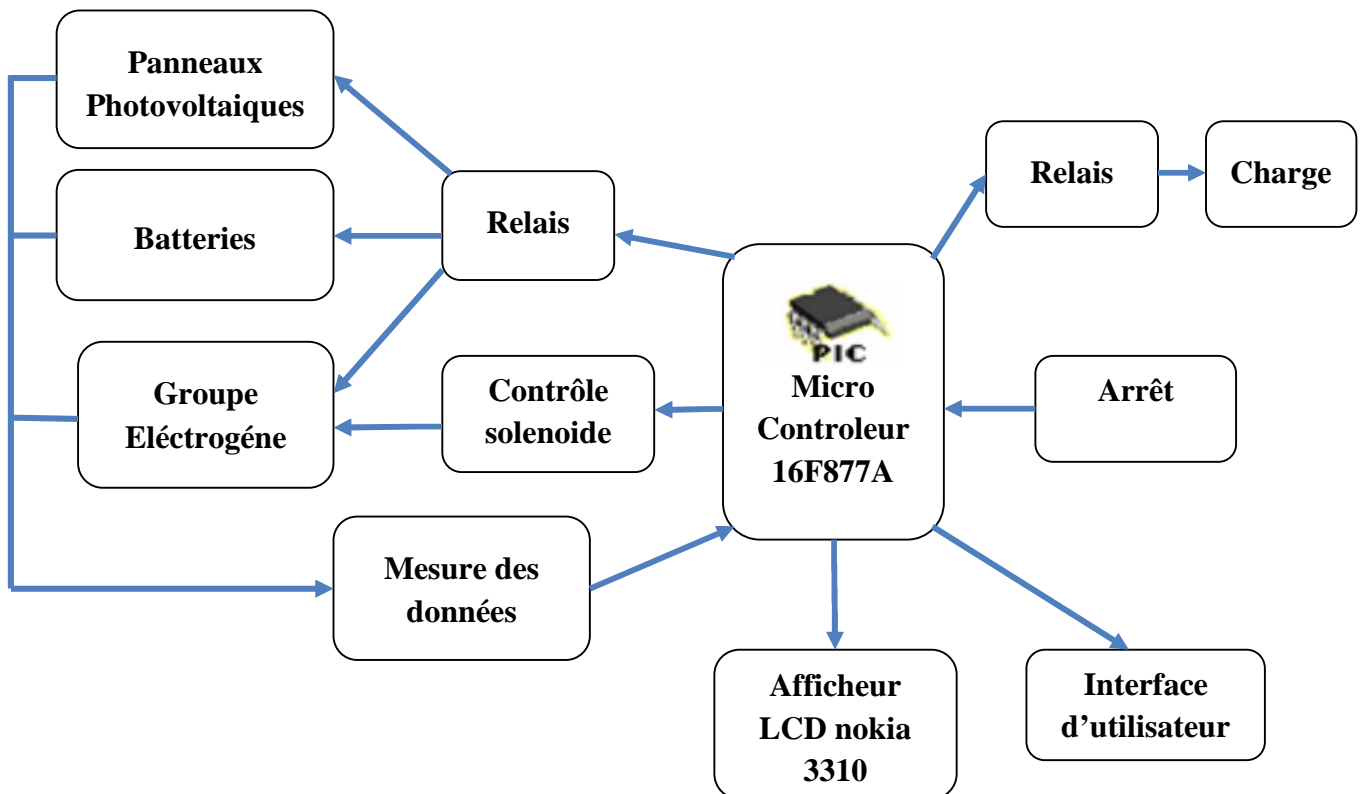 Panneaux
Photovoltaiques
Batteries
Groupe
Eléctrogéne
Relais
Contrôle
solenoide
Mesure des
données
PIC
Micro
Controleur
16F877A
Relais
Charge
Arrêt
Afficheur
LCD nokia
3310
Interface
d’utilisateur